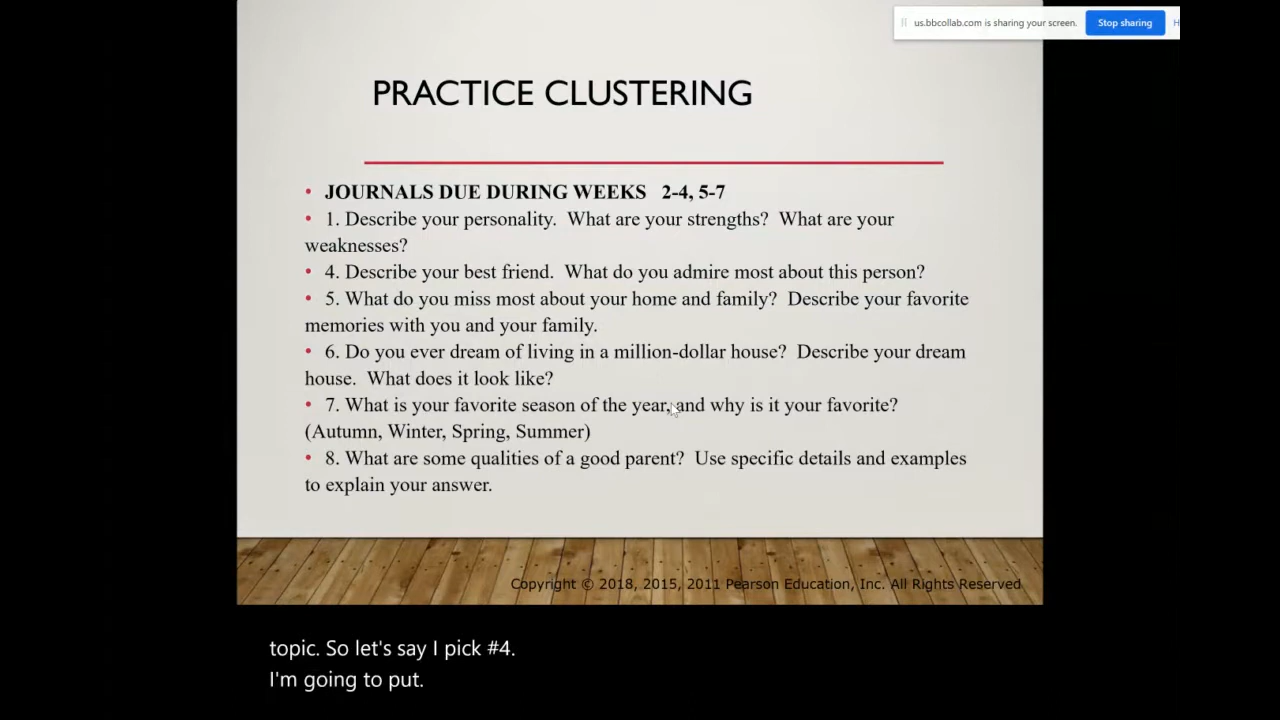 us.bbcollab.com is sharing your screen.
Stop sharing
H
PRACTICE CLUSTERING
• JOURNALS DUE DURING WEEKS 2-4, 5-7
• 1. Describe your personality. What are your strengths? What are your
weaknesses?
• 4. Describe your best friend. What do you admire most about this person?
• 5. What do you miss most about your home and family? Describe your favorite
memories with you and your family.
• 6. Do you ever dream of living in a million-dollar house? Describe your dream
house. What does it look like?
• 7. What is your favorite season of the year, and why is it your favorite?
(Autumn, Winter, Spring, Summer)
• 8. What are some qualities of a good parent? Use specific details and examples
to explain your answer.
Copyright © 2018, 2015, 2011 Pearson Education, Inc. All Rights Reserved
topic. So let's say I pick #4.
I'm going to put.